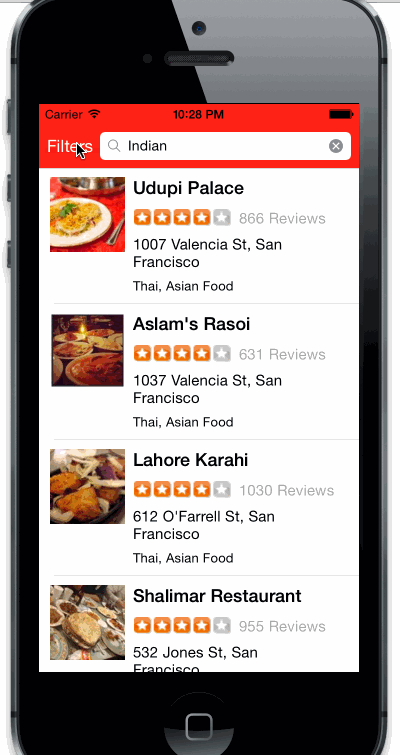 Carrier 10:28 PM
Filters Indian
Udupi Palace
866 Reviews
1007 Valencia St, San
Francisco
Thai, Asian Food
Aslam's Rasoi
631 Reviews
1037 Valencia St, San
Francisco
Thai, Asian Food
Lahore Karahi
1030 Reviews
612 O'Farrell St, San
Francisco
Thai, Asian Food
Shalimar Restaurant
955 Reviews
532 Jones St, San
Francisco